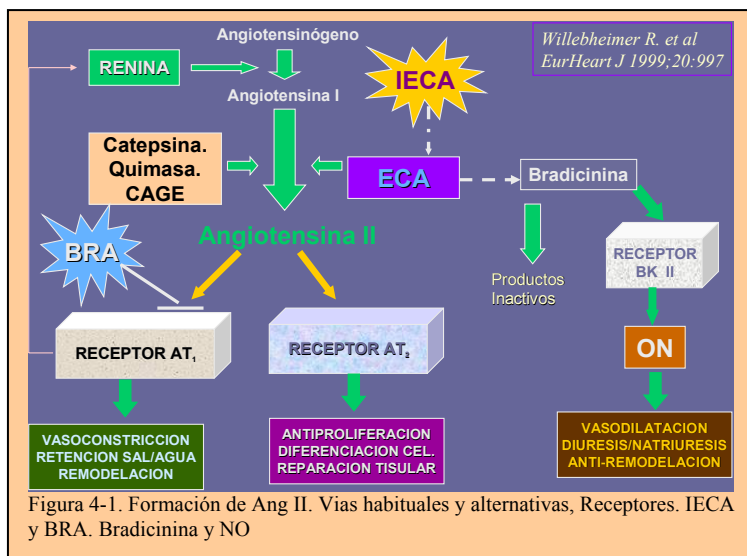 Angiotensinógeno
Willebheimer R. et al
EurHeart J 1999;20:997
RENINA
IECA
Angiotensina I
Catepsina.
Quimasa.
CAGE
ECA
Bradicinina
BRA
Angiotensina II
RECEPTOR
BK II
Productos
Inactivos
RECEPTOR AT₁
RECEPTOR AT₂
ON
VASOCONSTRICCION
RETENCION SAL/AGUA
REMODELACION
ANTIPROLIFERACION
DIFERENCIACION CEL.
REPARACION TISULAR
VASODILATACION
DIURESIS/NATRIURESIS
ANTI-REMODELACION
Figura 4-1. Formación de Ang II. Vias habituales y alternativas, Receptores. IECA
y BRA. Bradicinina y NO